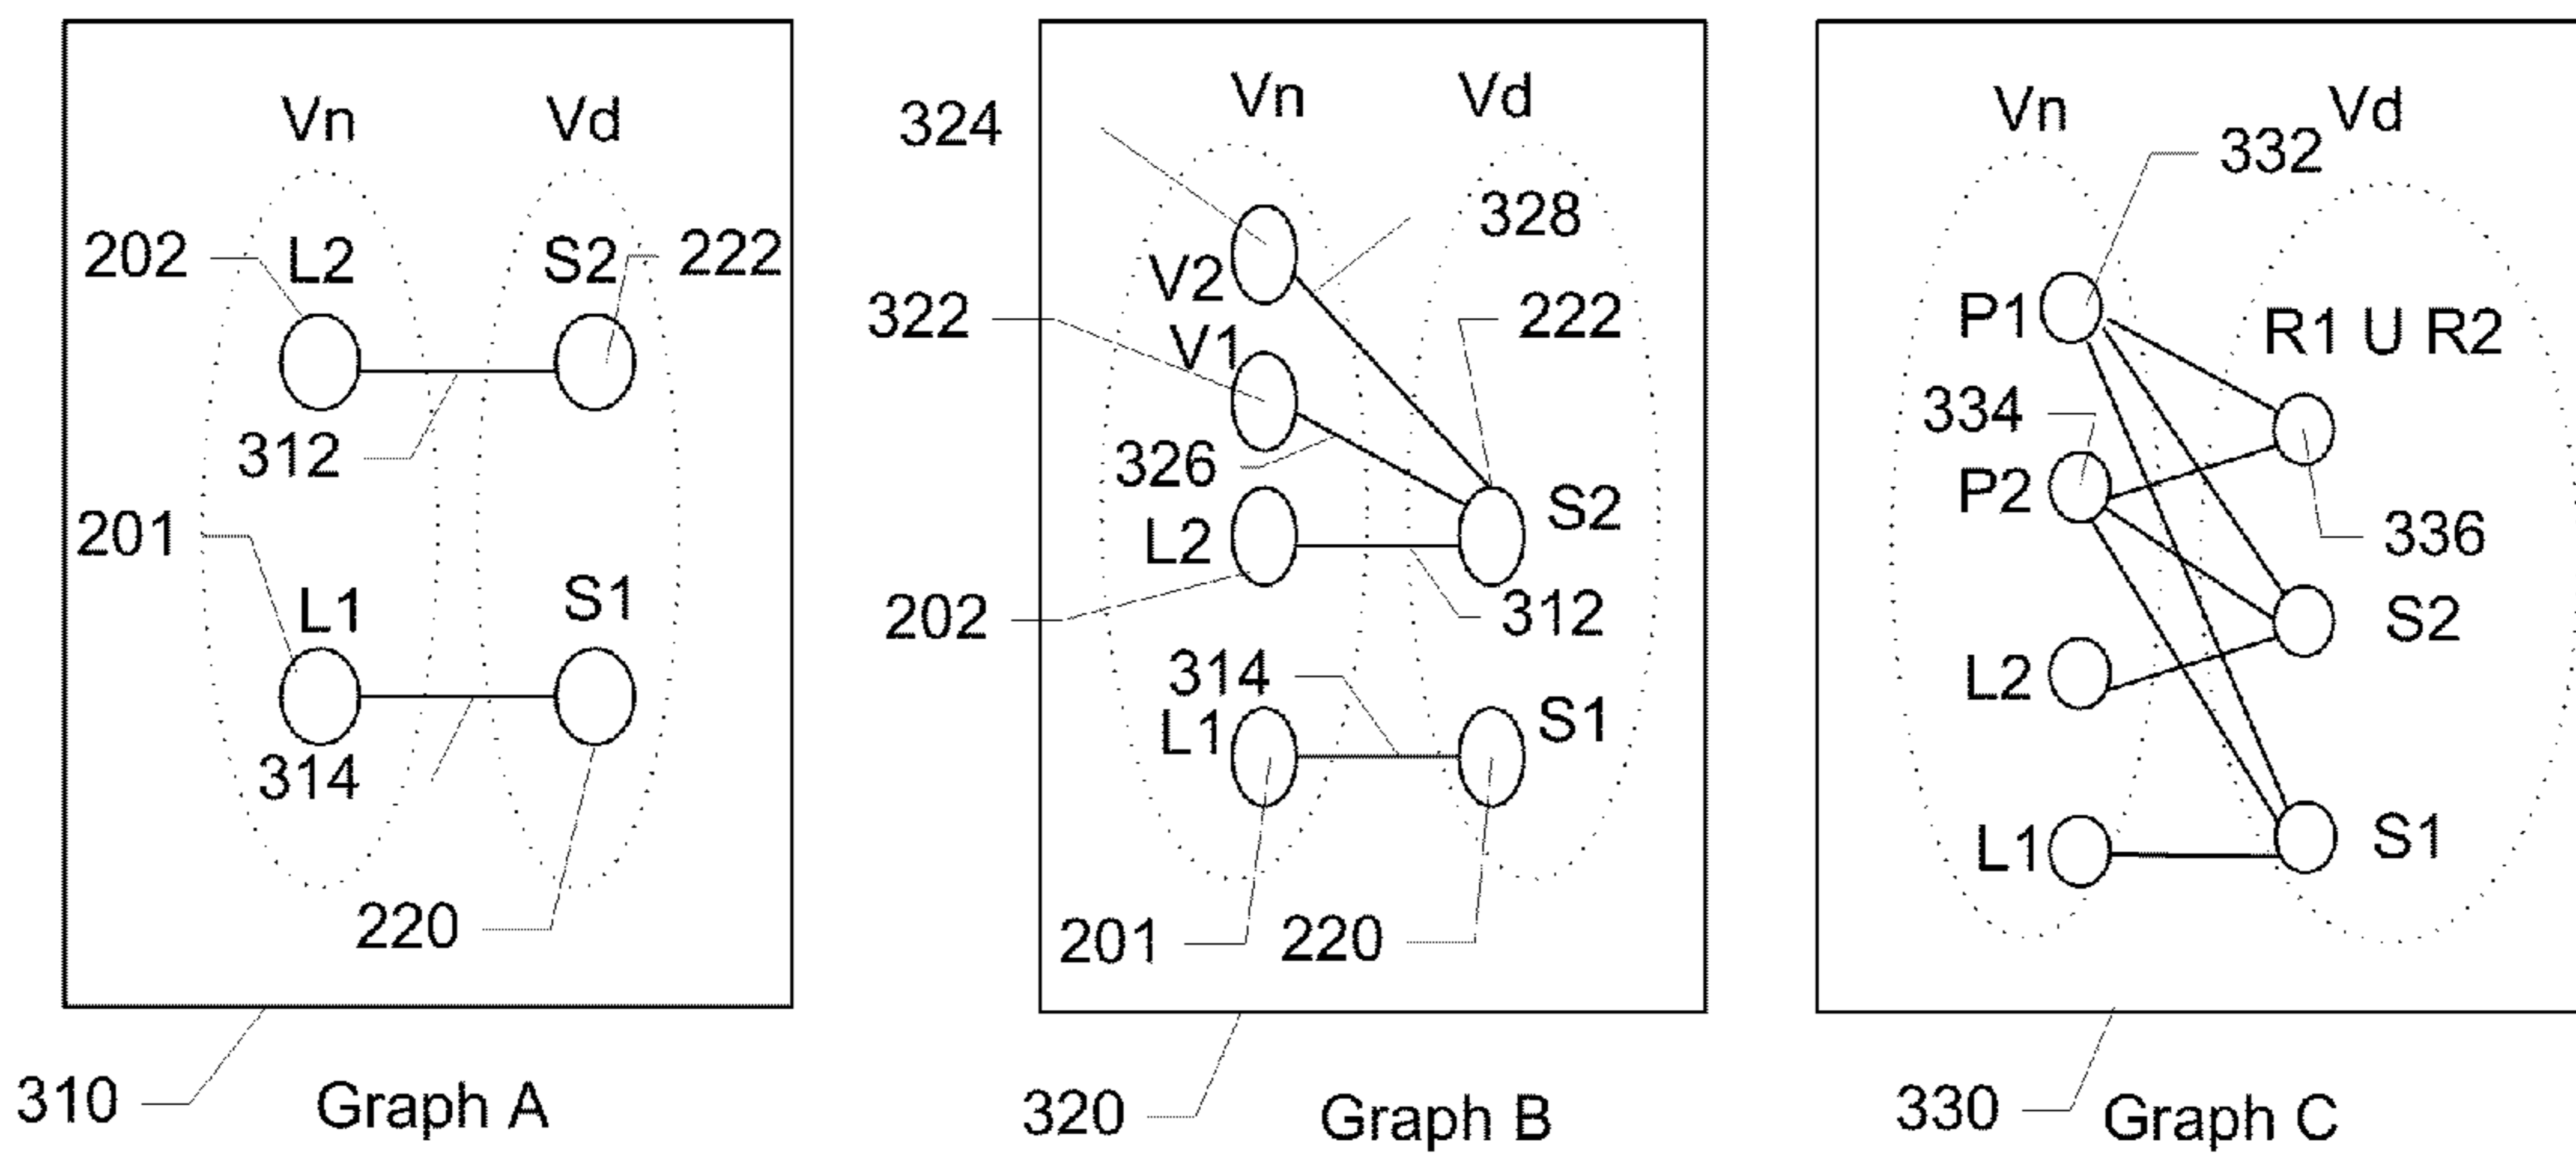 Vn Vd
202 L2 S2 222
312
201
L1 S1
314
220
310 Graph A
Vn Vd
324
328
V2
322 V1 222
326
L2 S2
202 312
314
L1 S1
201 220
320 Graph B
Vn Vd
332
P1 R1 U R2
334
P2
336
L2 S2
L1 S1
330 Graph C